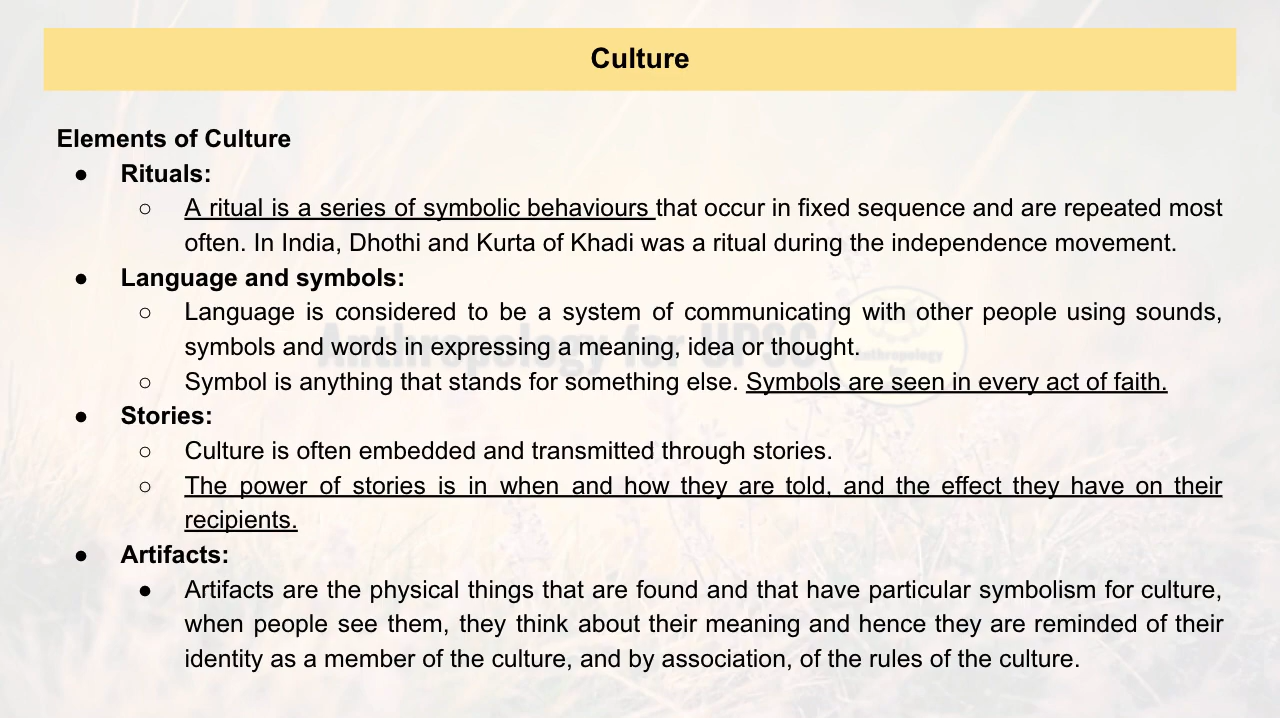 Culture
Elements of Culture
● Rituals:
○ A ritual is a series of symbolic behaviours that occur in fixed sequence and are repeated most
often. In India, Dhothi and Kurta of Khadi was a ritual during the independence movement.
● Language and symbols:
○ Language is considered to be a system of communicating with other people using sounds,
symbols and words in expressing a meaning, idea or thought.
○ Symbol is anything that stands for something else. Symbols are seen in every act of faith.
● Stories:
○ Culture is often embedded and transmitted through stories.
○ The power of stories is in when and how they are told, and the effect they have on their
recipients.
● Artifacts:
● Artifacts are the physical things that are found and that have particular symbolism for culture,
when people see them, they think about their meaning and hence they are reminded of their
identity as a member of the culture, and by association, of the rules of the culture.
Anthropology for UPSC
Anthropology